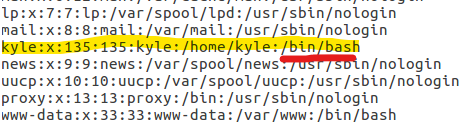 lp:x:7:7:lp:/var/spool/lpd:/usr/sbin/nologin
mail:x:8:8:mail:/var/mail:/usr/sbin/nologin
kyle:x:135:135:kyle:/home/kyle:/bin/bash
news:x:9:9:news:/var/spool/news:/usr/sbin/nologin
uucp:x:10:10:uucp:/var/spool/uucp:/usr/sbin/nologin
proxy:x:13:13:proxy:/bin:/usr/sbin/nologin
www-data:x:33:33:www-data:/var/www:/bin/bash